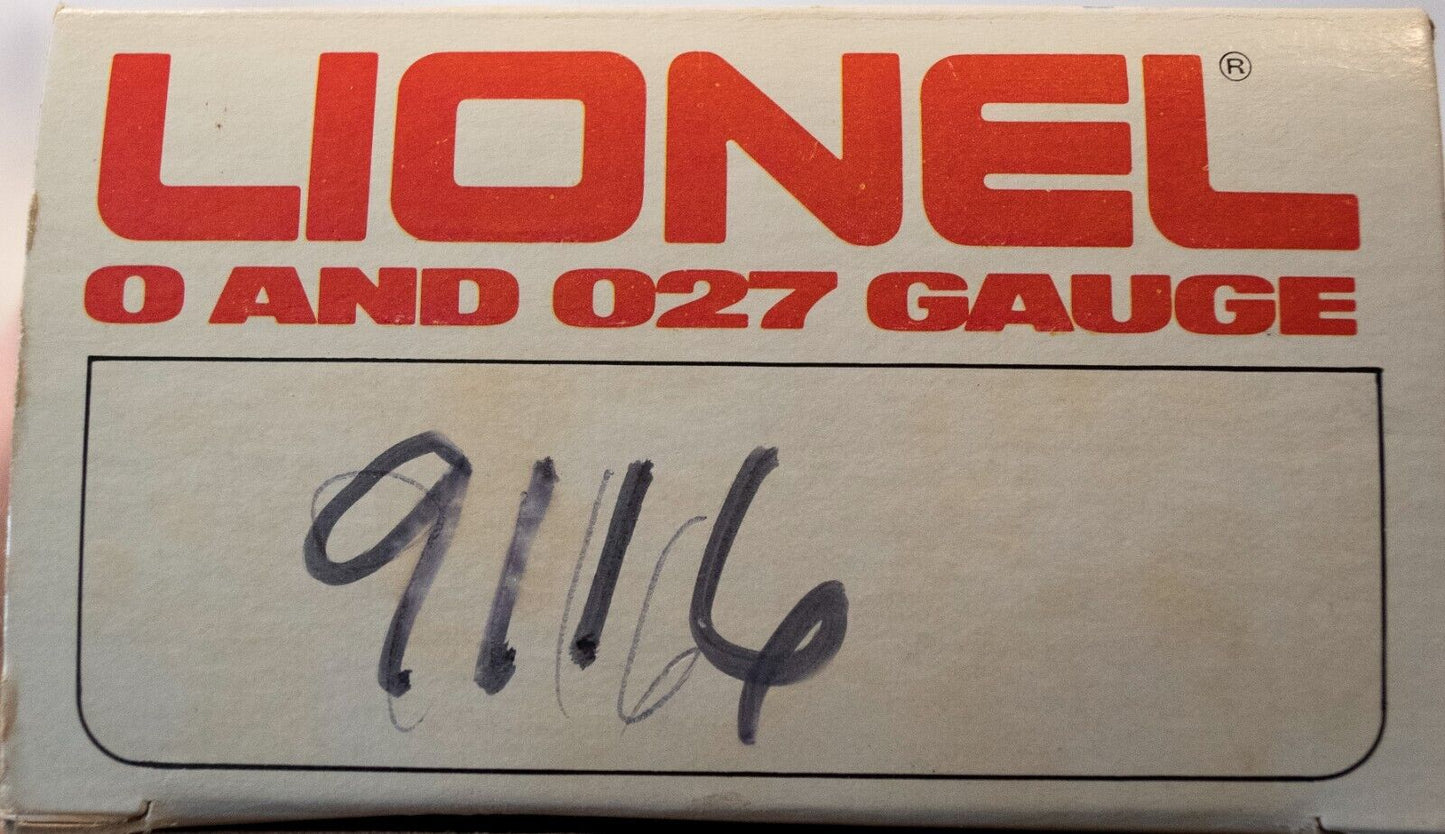 LIONEL®
O AND O27 GAUGE
9116